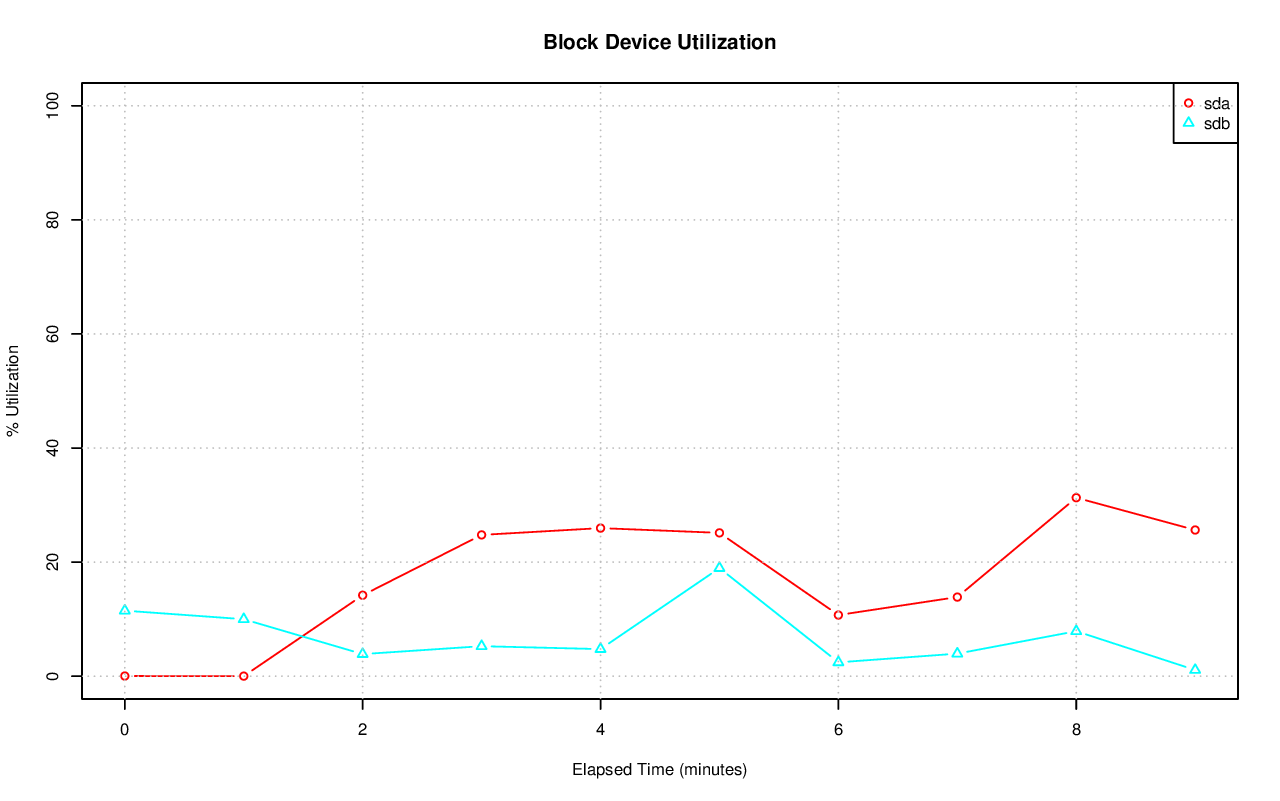 Block Device Utilization
sda
sdb
% Utilization
100
80
60
40
20
0
0 2 4 6 8
Elapsed Time (minutes)